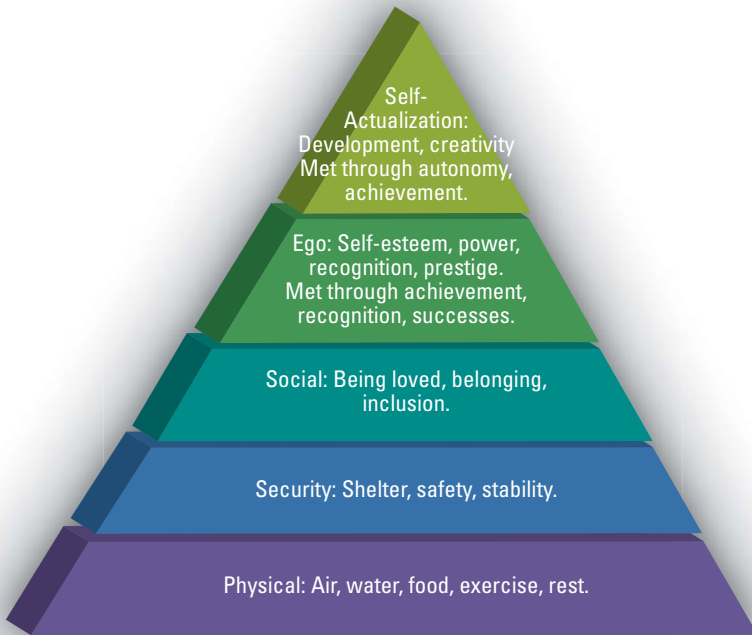 Self-
Actualization:
Development, creativity
Met through autonomy,
achievement.
Ego: Self-esteem, power,
recognition, prestige.
Met through achievement,
recognition, successes.
Social: Being loved, belonging,
inclusion.
Security: Shelter, safety, stability.
Physical: Air, water, food, exercise, rest.